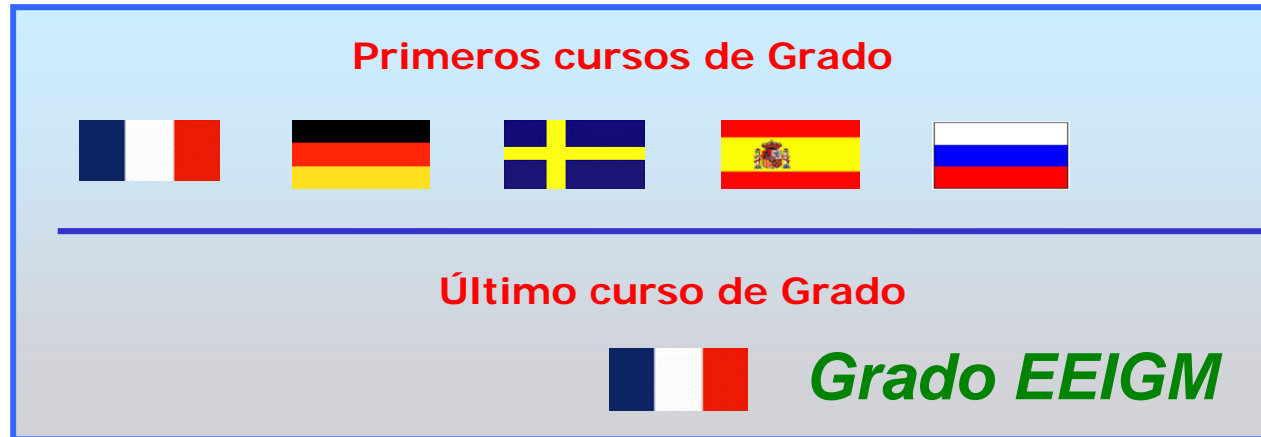 Primeros cursos de Grado
Último curso de Grado
Grado EEIGM